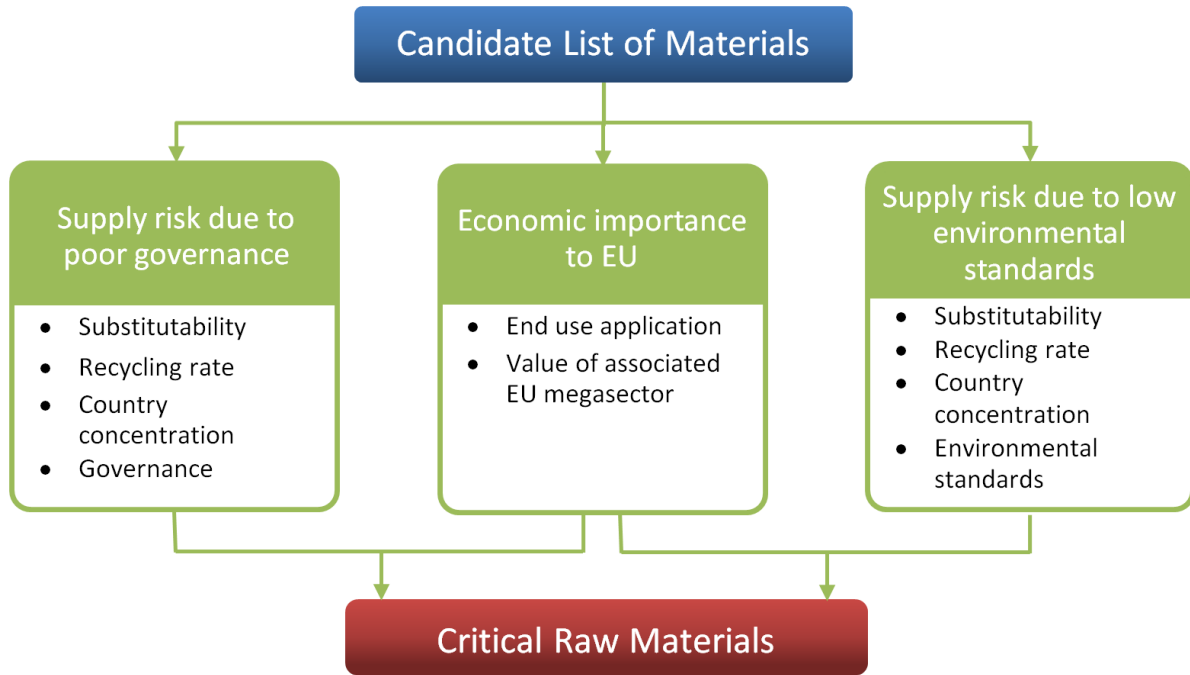 Candidate List of Materials
Supply risk due to
poor governance
• Substitutability
• Recycling rate
• Country
concentration
• Governance
Economic importance
to EU
• End use application
• Value of associated
EU megasector
Supply risk due to low
environmental
standards
• Substitutability
• Recycling rate
• Country
concentration
• Environmental
standards
Critical Raw Materials